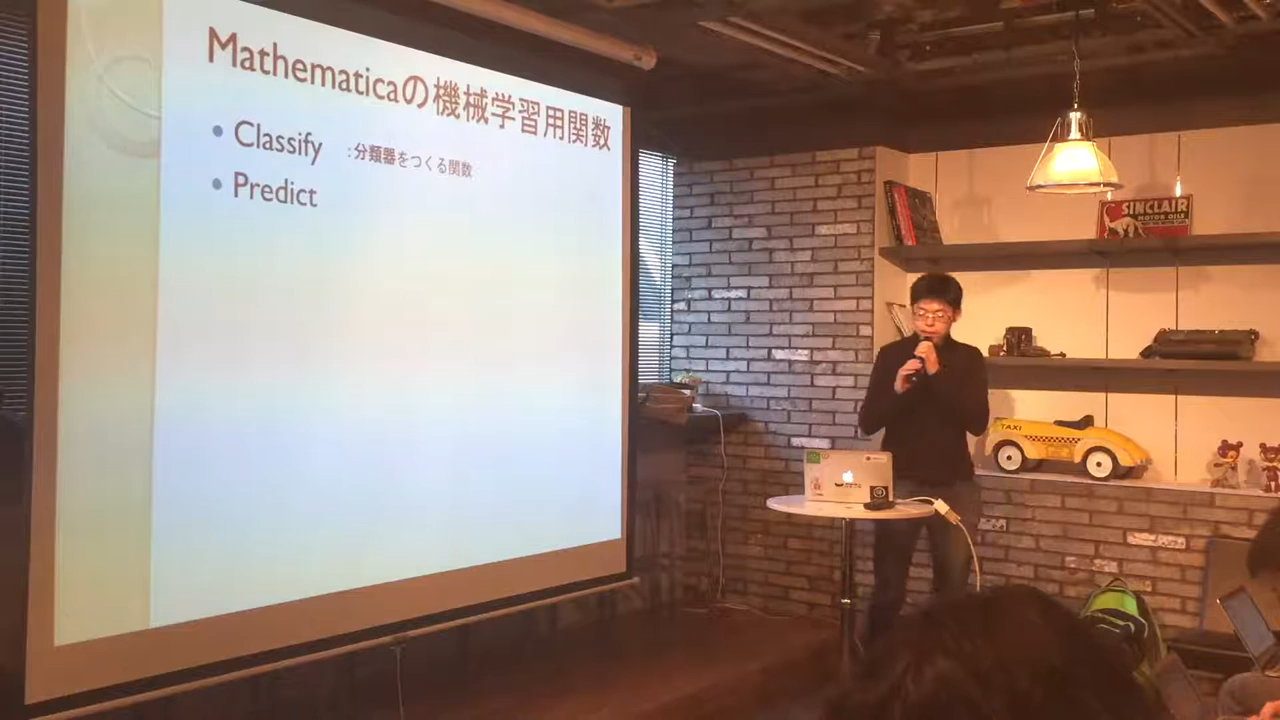 Mathematicaの機械学習用関数
• Classify :分類器をつくる関数
• Predict
SINCLAIR
MOTOR OILS
TAXI